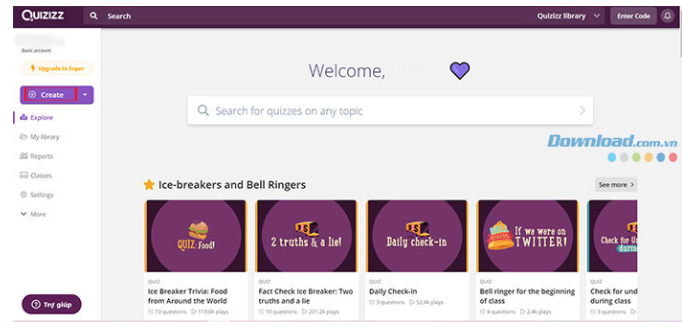 QUIZIZZ
Search
Quizizz library
Enter Code
Basic account
Upgrade to Super
Create
Explore
My library
Reports
Classes
Settings
More
Trợ giúp
Welcome,
Search for quizzes on any topic
Download.com.vn
Ice-breakers and Bell Ringers
See more
QUIZ: Food!
QUIZ
Ice Breaker Trivia: Food
from Around the World
10 questions
118.6k plays
2 truths & a lie!
QUIZ
Fact Check Ice Breaker: Two
truths and a lie
10 questions
201.2k plays
Daily check-in
QUIZ
Daily Check-in
3 questions
52.4k plays
If we were on
TWITTER!
QUIZ
Bell ringer for the beginning
of class
4 questions
2.4k plays
Check for Un
during
QUIZ
Check for und
during class
3 questions